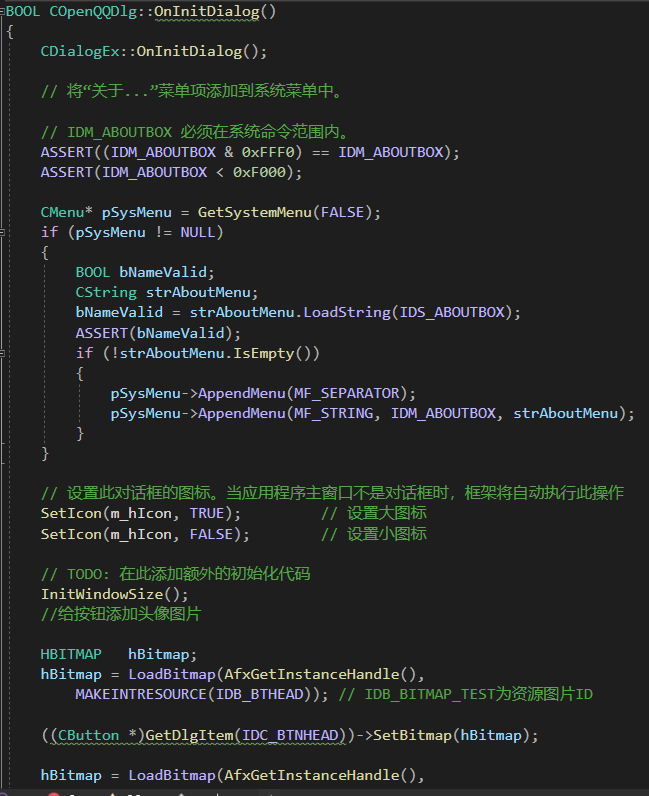 BOOL COpenQQDlg::OnInitDialog()
{
CDialogEx::OnInitDialog();
// 将“关于...”菜单项添加到系统菜单中。
// IDM_ABOUTBOX 必须在系统命令范围内。
ASSERT((IDM_ABOUTBOX & 0xFFF0) == IDM_ABOUTBOX);
ASSERT(IDM_ABOUTBOX < 0xF000);
CMenu* pSysMenu = GetSystemMenu(FALSE);
if (pSysMenu != NULL)
{
BOOL bNameValid;
CString strAboutMenu;
bNameValid = strAboutMenu.LoadString(IDS_ABOUTBOX);
ASSERT(bNameValid);
if (!strAboutMenu.IsEmpty())
{
pSysMenu->AppendMenu(MF_SEPARATOR);
pSysMenu->AppendMenu(MF_STRING, IDM_ABOUTBOX, strAboutMenu);
}
}
// 设置此对话框的图标。当应用程序主窗口不是对话框时，框架将自动执行此操作
SetIcon(m_hIcon, TRUE); // 设置大图标
SetIcon(m_hIcon, FALSE); // 设置小图标
// TODO: 在此添加额外的初始化代码
InitWindowSize();
//给按钮添加头像图片
HBITMAP hBitmap;
hBitmap = LoadBitmap(AfxGetInstanceHandle(),
MAKEINTRESOURCE(IDB_BTHEAD)); // IDB_BITMAP_TEST为资源图片ID
((CButton *)GetDlgItem(IDC_BTNHEAD))->SetBitmap(hBitmap);
hBitmap = LoadBitmap(AfxGetInstanceHandle(),